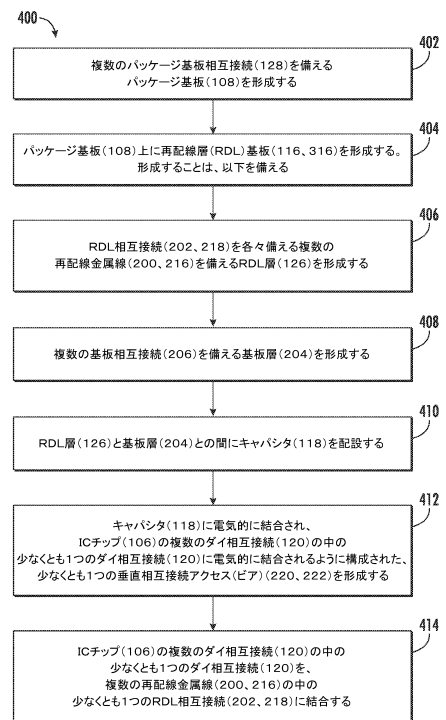 400
402
複数のパッケージ基板相互接続(128)を備える
パッケージ基板(108)を形成する
404
パッケージ基板(108)上に再配線層(RDL)基板(116、316)を形成する。
形成することは、以下を備える
406
RDL相互接続(202、218)を各々備える複数の
再配線金属線(200、216)を備えるRDL層(126)を形成する
408
複数の基板相互接続(206)を備える基板層(204)を形成する
410
RDL層(126)と基板層(204)との間にキャパシタ(118)を配設する
412
キャパシタ(118)に電気的に結合され、
ICチップ(106)の複数のダイ相互接続(120)の中の
少なくとも1つのダイ相互接続(120)に電気的に結合されるように構成された、
少なくとも1つの垂直相互接続アクセス(ビア)(220、222)を形成する
414
ICチップ(106)の複数のダイ相互接続(120)の中の
少なくとも1つのダイ相互接続(120)を、
複数の再配線金属線(200、216)の中の
少なくとも1つのRDL相互接続(202、218)に結合する